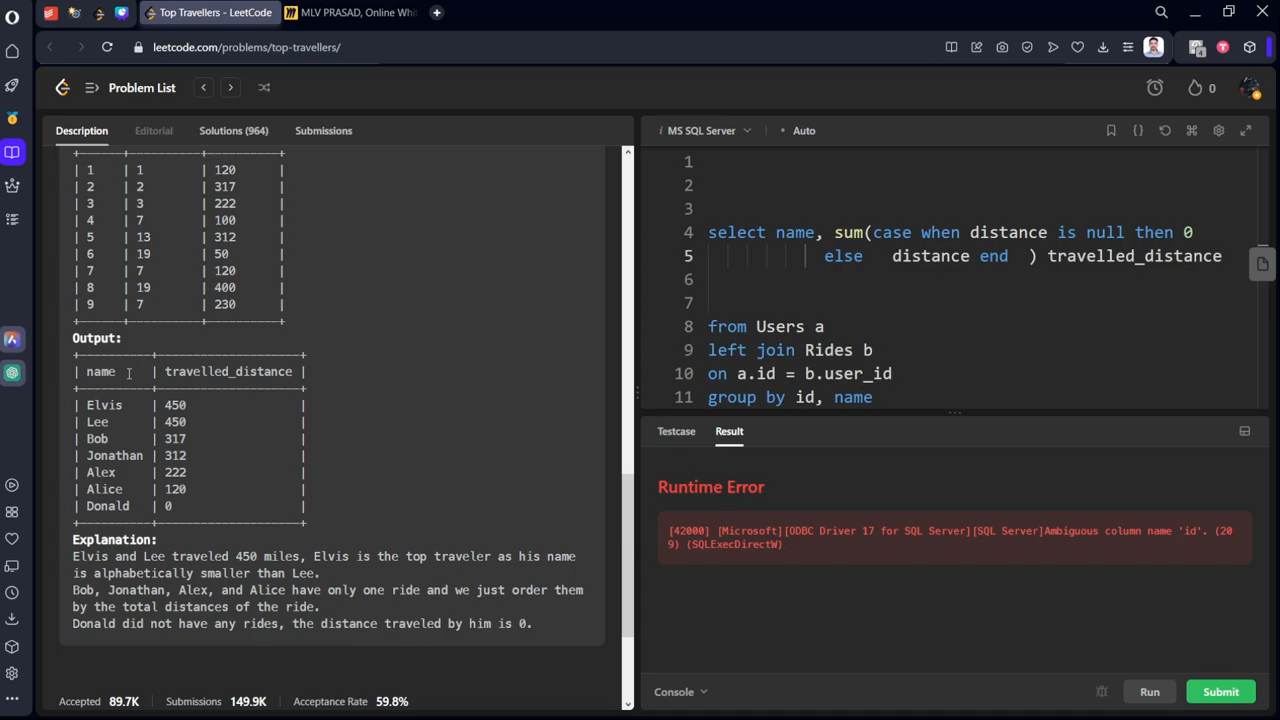 Top Travellers - LeetCode
MLV PRASAD, Online Whi
leetcode.com/problems/top-travellers/
4
Problem List
0
Description
Editorial
Solutions (964)
Submissions
+------+----------+----------+
| 1 | 1 | 120 |
| 2 | 2 | 317 |
| 3 | 3 | 222 |
| 4 | 7 | 100 |
| 5 | 13 | 312 |
| 6 | 19 | 50 |
| 7 | 7 | 120 |
| 8 | 19 | 400 |
| 9 | 7 | 230 |
+------+----------+----------+
Output:
+----------+--------------------+
| name | travelled_distance |
+----------+--------------------+
| Elvis | 450 |
| Lee | 450 |
| Bob | 317 |
| Jonathan | 312 |
| Alex | 222 |
| Alice | 120 |
| Donald | 0 |
+----------+--------------------+
Explanation:
Elvis and Lee traveled 450 miles, Elvis is the top traveler as his name
is alphabetically smaller than Lee.
Bob, Jonathan, Alex, and Alice have only one ride and we just order them
by the total distances of the ride.
Donald did not have any rides, the distance traveled by him is 0.
Accepted 89.7K
Submissions 149.9K
Acceptance Rate 59.8%
i MS SQL Server
Auto
1
2
3
4 select name, sum(case when distance is null then 0
5 else distance end ) travelled_distance
6
7
8 from Users a
9 left join Rides b
10 on a.id = b.user_id
11 group by id, name
Testcase
Result
Runtime Error
[42000] [Microsoft][ODBC Driver 17 for SQL Server][SQL Server]Ambiguous column name 'id'. (20
9) (SQLExecDirectW)
Console
Run
Submit